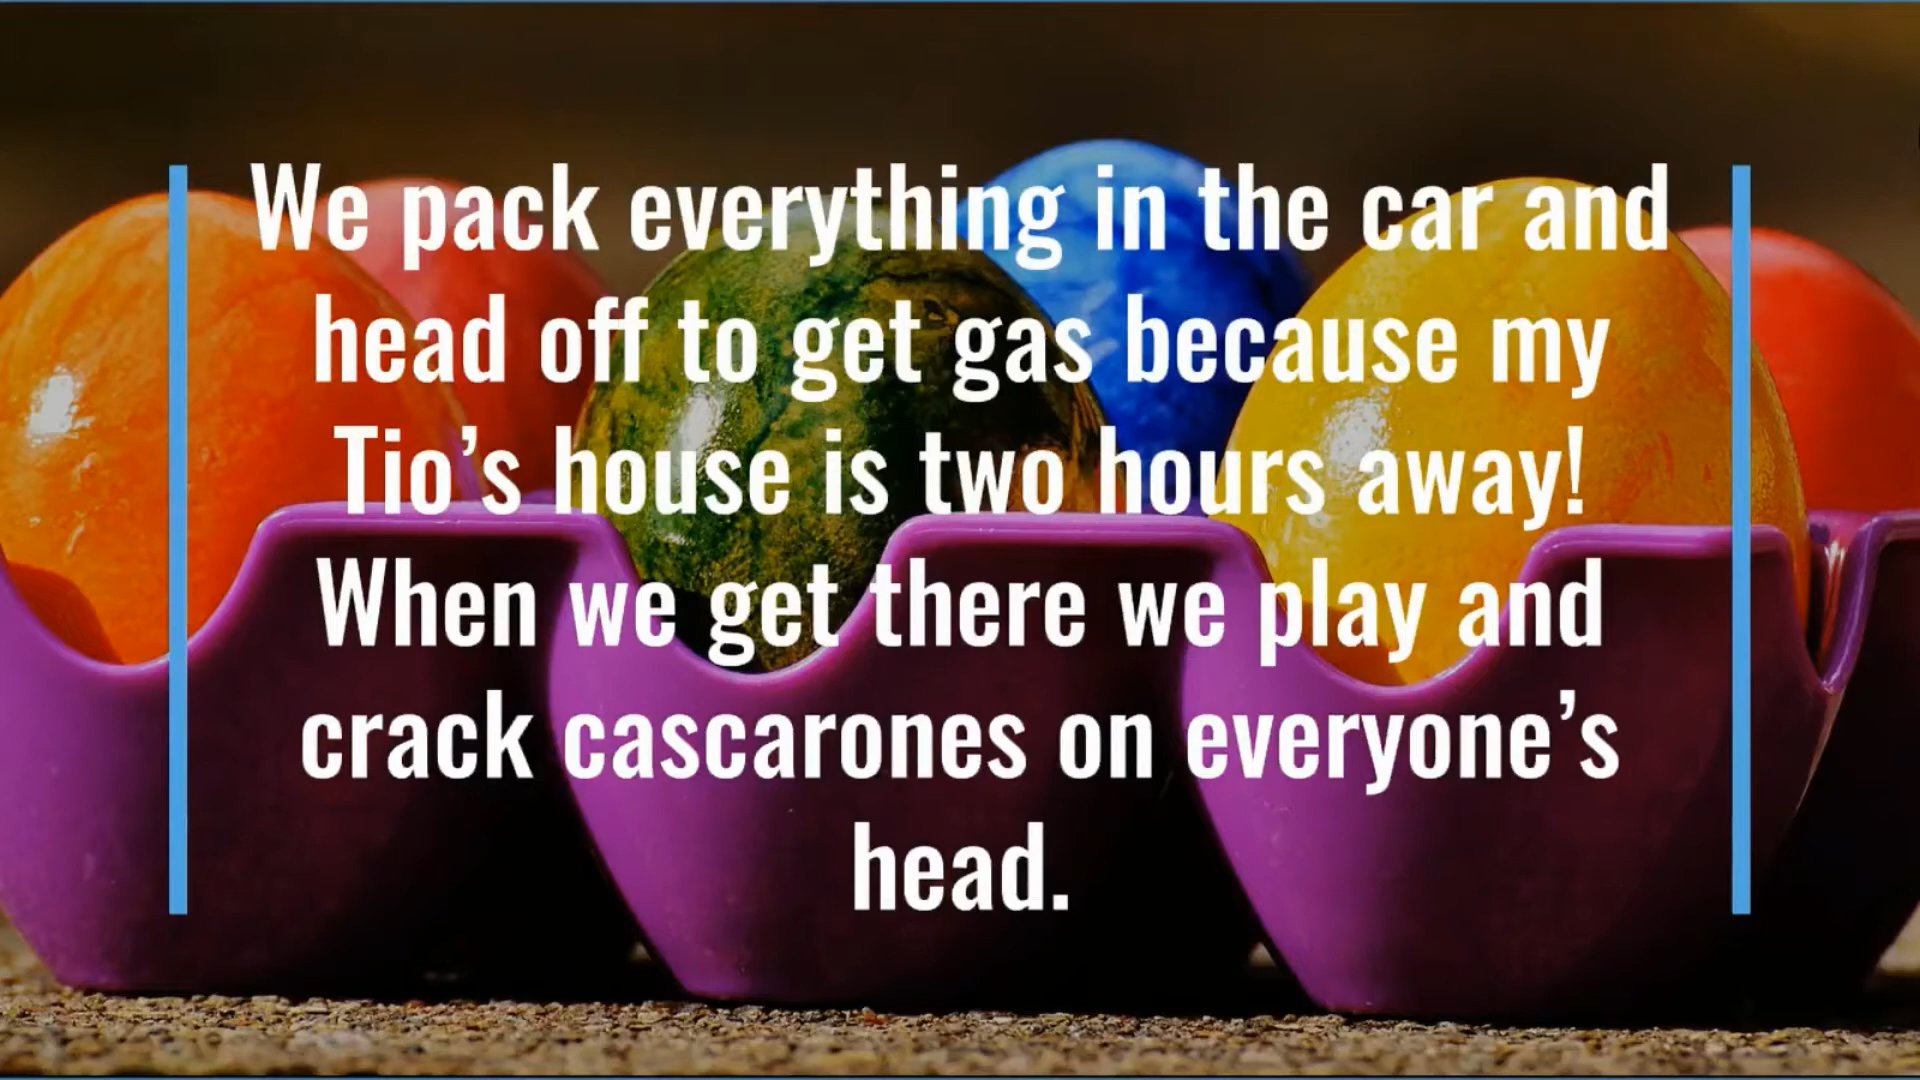 We pack everything in the car and
head off to get gas because my
Tio’s house is two hours away!
When we get there we play and
crack cascarones on everyone’s
head.